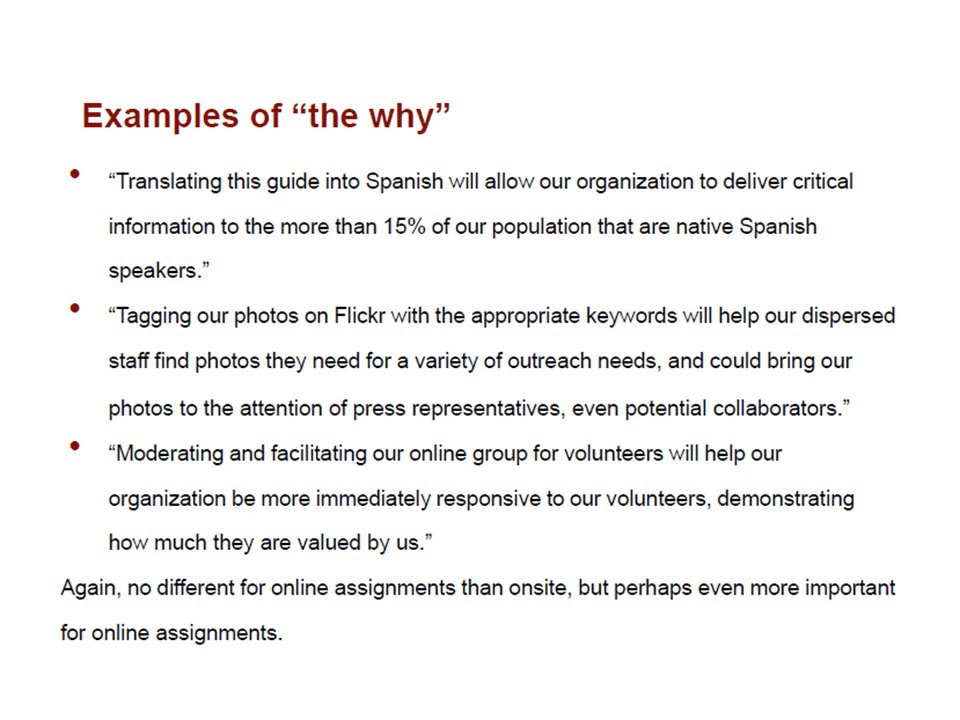 Examples of “the why”
• “Translating this guide into Spanish will allow our organization to deliver critical
information to the more than 15% of our population that are native Spanish
speakers.”
• “Tagging our photos on Flickr with the appropriate keywords will help our dispersed
staff find photos they need for a variety of outreach needs, and could bring our
photos to the attention of press representatives, even potential collaborators.”
• “Moderating and facilitating our online group for volunteers will help our
organization be more immediately responsive to our volunteers, demonstrating
how much they are valued by us.”
Again, no different for online assignments than onsite, but perhaps even more important
for online assignments.